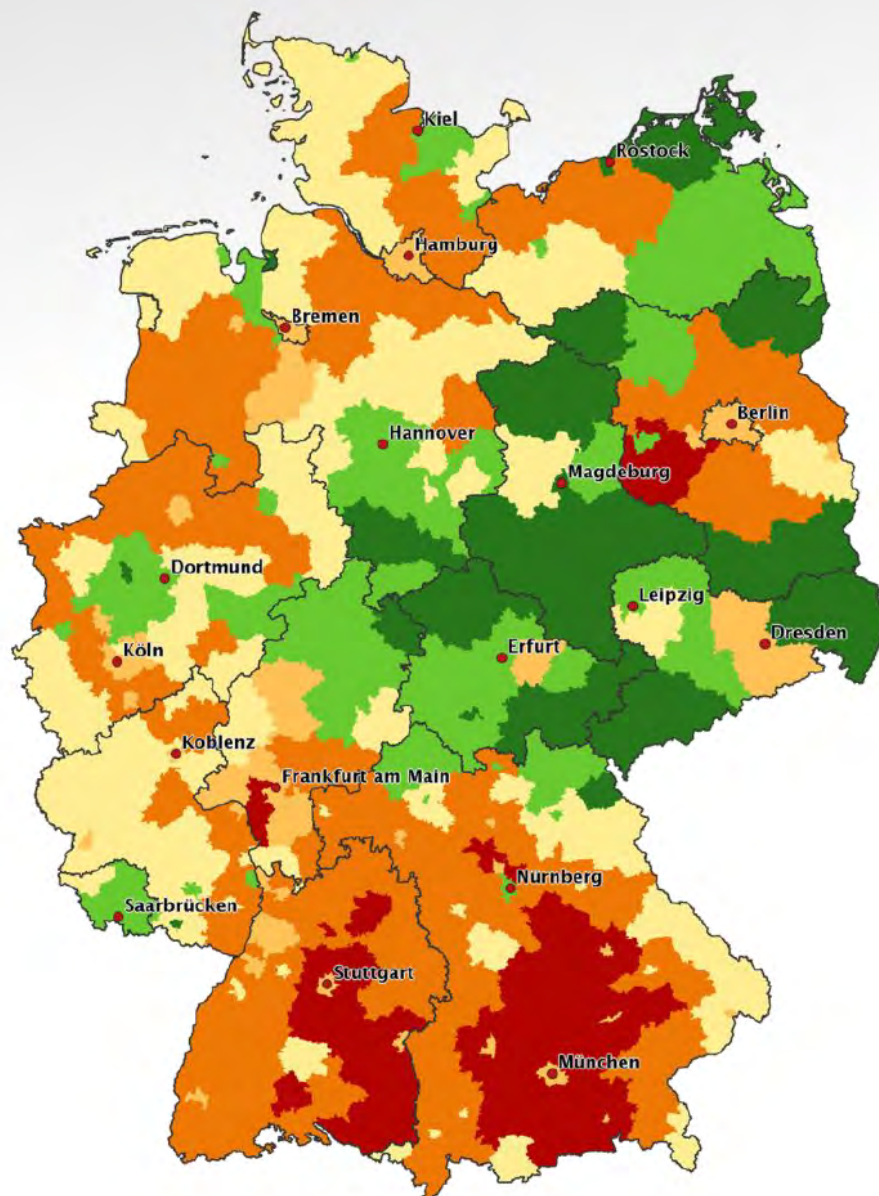 Kiel
Rostock
Hamburg
Bremen
Berlin
Hannover
Magdeburg
Dortmund
Leipzig
Dresden
Köln
Erfurt
Koblenz
Frankfurt am Main
Nürnberg
Saarbrücken
Stuttgart
München